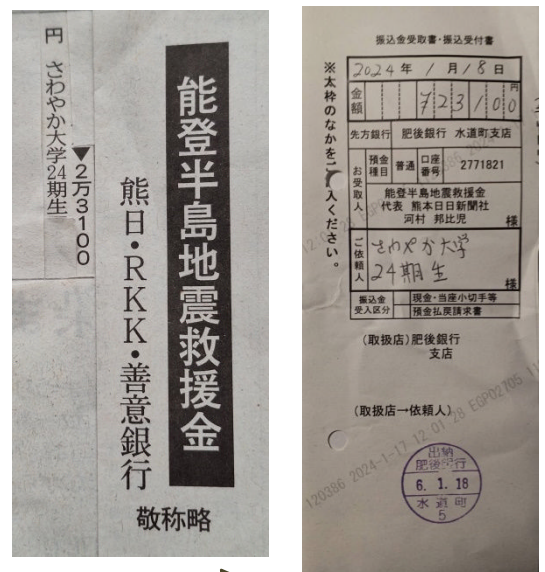 能登半島地震救援金
熊日・RKK・善意銀行
敬称略
▼2万3100
円 さわやか大学24期生
振込金受取書・振込受付書
※太枠のなかをご記入ください。
2024年 1月18日
金額 円 ¥23100
先方銀行 肥後銀行 水道町支店
お受取人 預金種目 普通 口座番号 2771821
能登半島地震救援金
代表 熊本日日新聞社
河村 邦比児 様
ご依頼人 さわやか大学
24期生 様
振込金受入区分 現金・当座小切手等
預金払戻請求書
(取扱店)肥後銀行
支店
(取扱店→依頼人)
出納
肥後銀行
6. 1. 18
水道町
5
120386 2024-1-17 12:01 28 EGP02705